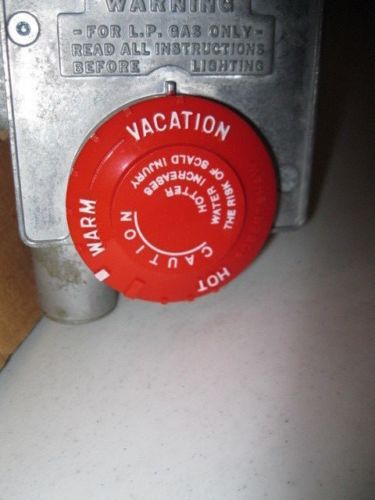 WARNING
- FOR L.P. GAS ONLY -
READ ALL INSTRUCTIONS
BEFORE LIGHTING
VACATION
WARM
HOT
CAUTION
HOTTER
WATER INCREASES
THE RISK OF SCALD INJURY